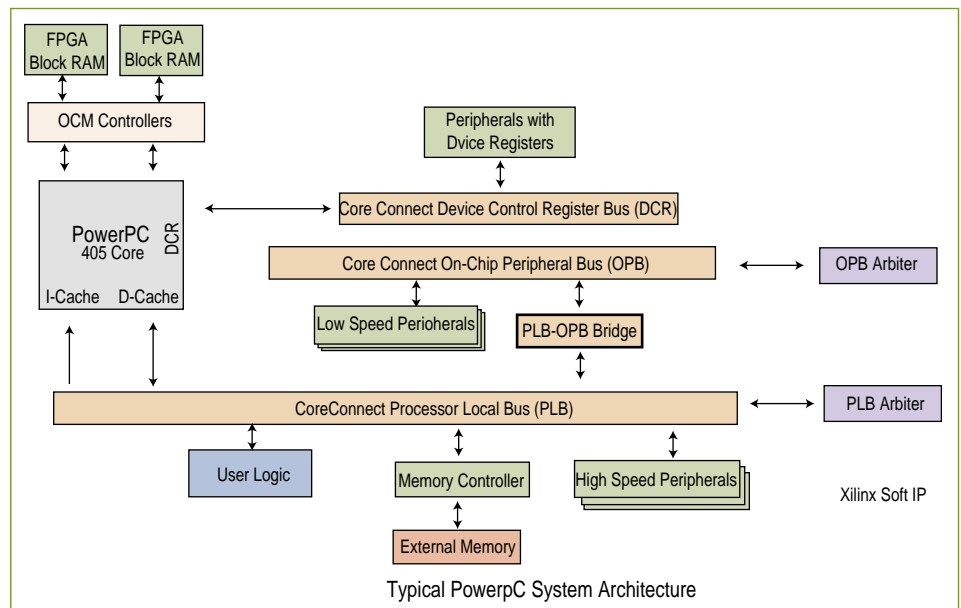 FPGA
Block RAM
FPGA
Block RAM
OCM Controllers
Peripherals with
Dvice Registers
Core Connect Device Control Register Bus (DCR)
PowerPC
405 Core
DCR
I-Cache
D-Cache
Core Connect On-Chip Peripheral Bus (OPB)
OPB Arbiter
Low Speed Perioherals
PLB-OPB Bridge
CoreConnect Processor Local Bus (PLB)
PLB Arbiter
User Logic
Memory Controller
High Speed Peripherals
Xilinx Soft IP
External Memory
Typical PowerpC System Architecture